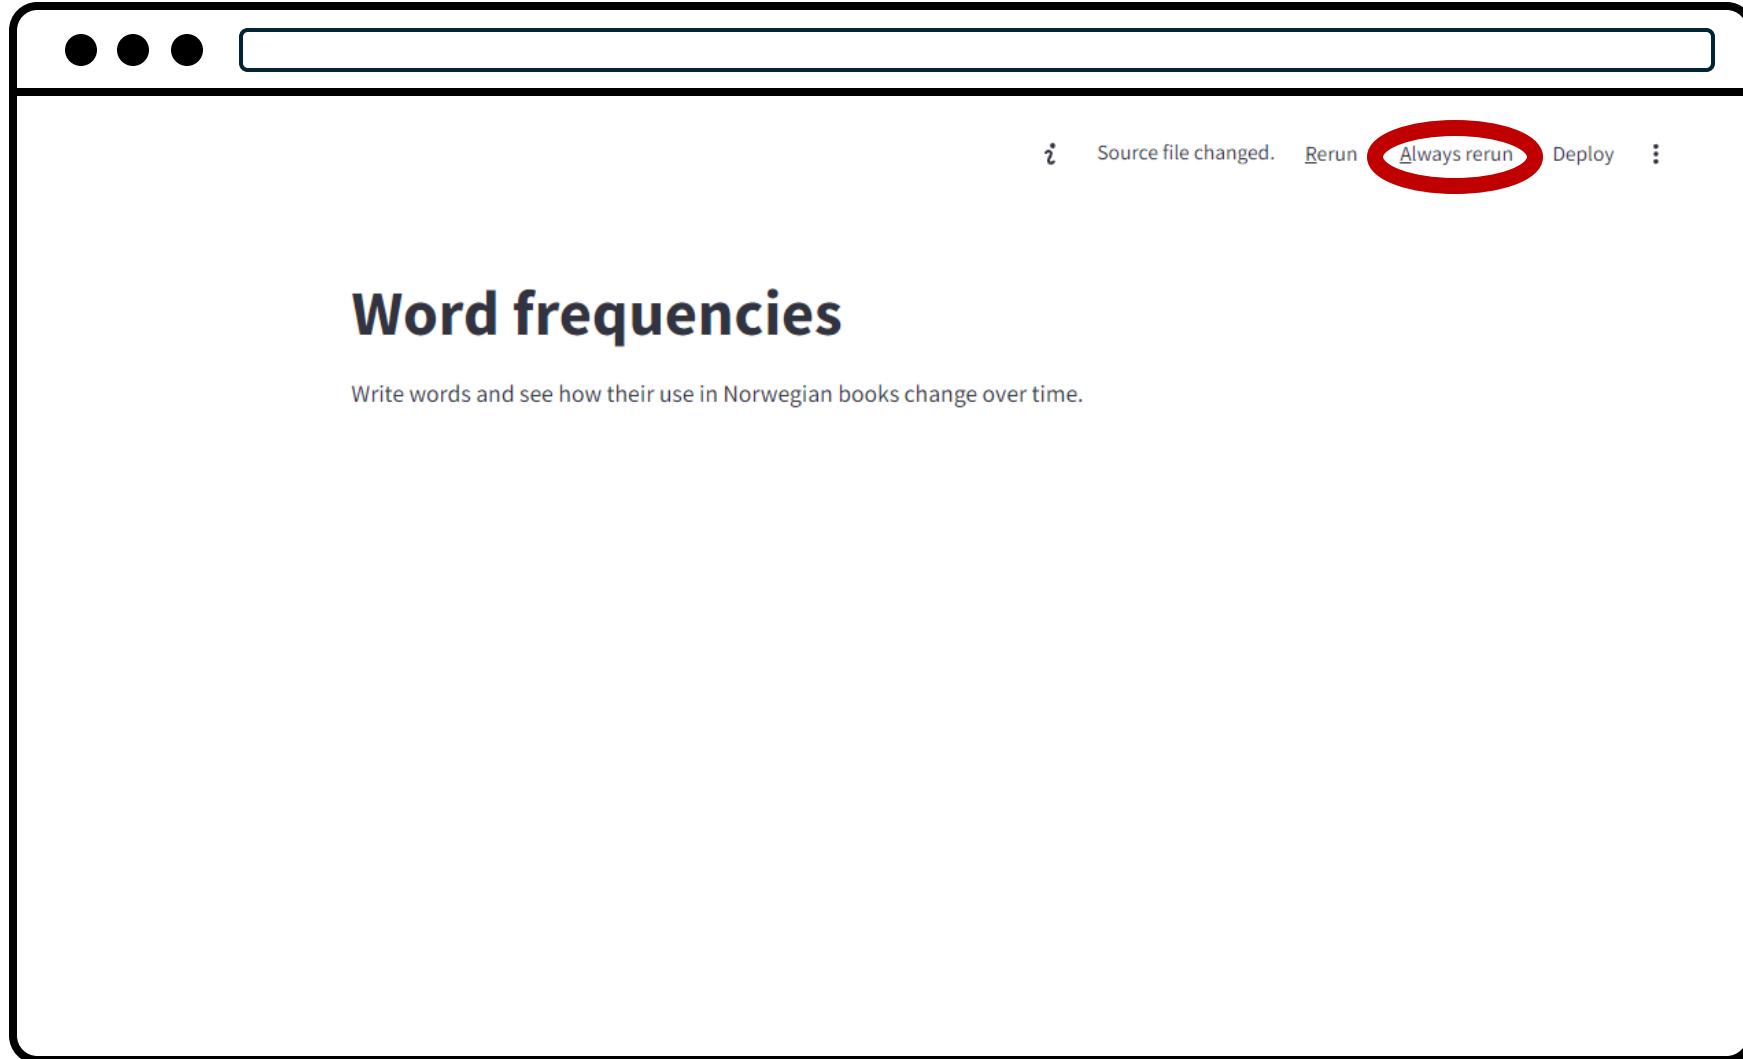 Source file changed. Rerun Always rerun Deploy
Word frequencies
Write words and see how their use in Norwegian books change over time.